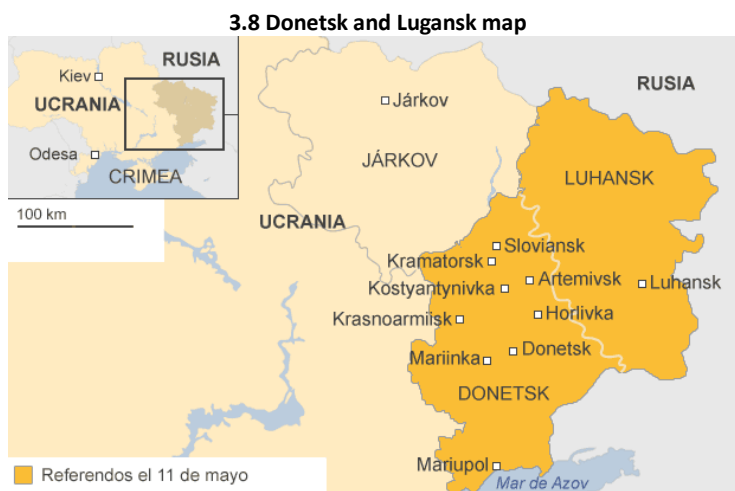 3.8 Donetsk and Lugansk map
RUSIA
Kiev
UCRANIA
Odesa
CRIMEA
100 km
RUSIA
Járkov
JÁRKOV
LUHANSK
UCRANIA
Sloviansk
Kramatorsk
Artemivsk
Luhansk
Kostyantynivka
Horlivka
Krasnoarmiisk
Donetsk
Mariinka
DONETSK
Mariupol
Mar de Azov
Referendos el 11 de mayo